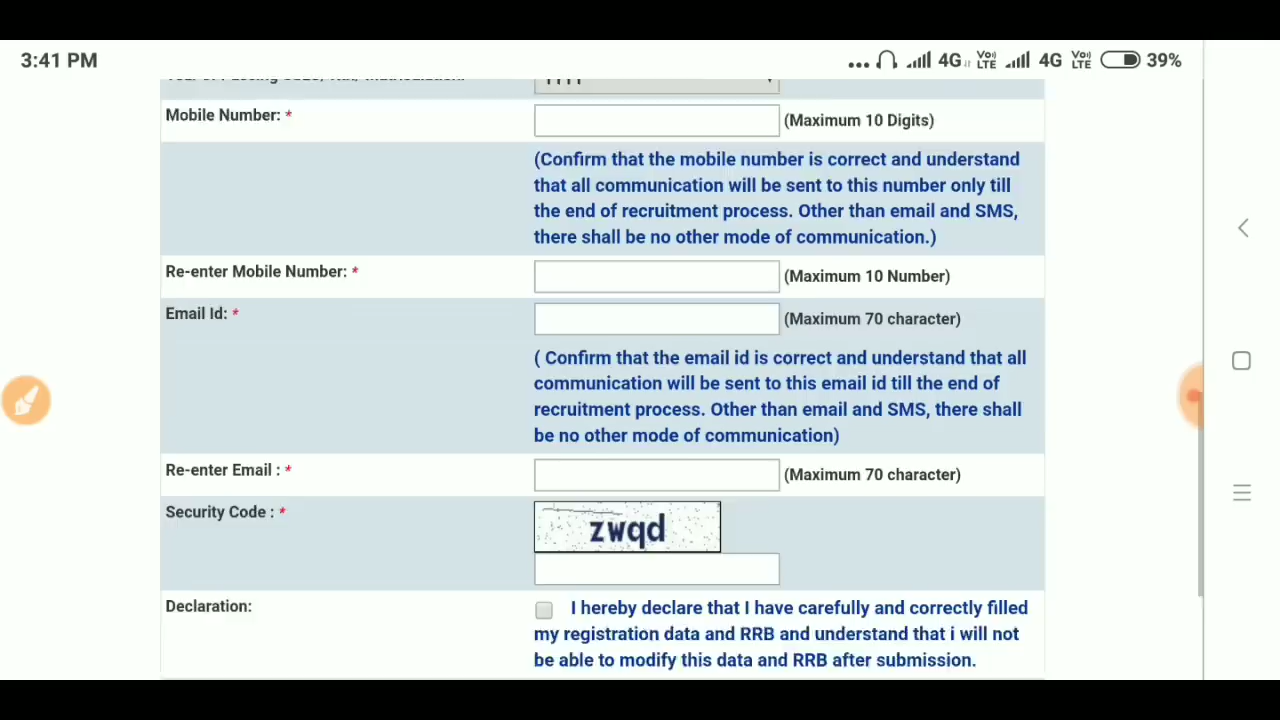 3:41 PM
4G VoLTE 4G VoLTE 39%
Mobile Number: * (Maximum 10 Digits)
(Confirm that the mobile number is correct and understand
that all communication will be sent to this number only till
the end of recruitment process. Other than email and SMS,
there shall be no other mode of communication.)
Re-enter Mobile Number: * (Maximum 10 Number)
Email Id: * (Maximum 70 character)
( Confirm that the email id is correct and understand that all
communication will be sent to this email id till the end of
recruitment process. Other than email and SMS, there shall
be no other mode of communication)
Re-enter Email : * (Maximum 70 character)
Security Code : *
zwqd
Declaration: I hereby declare that I have carefully and correctly filled
my registration data and RRB and understand that i will not
be able to modify this data and RRB after submission.